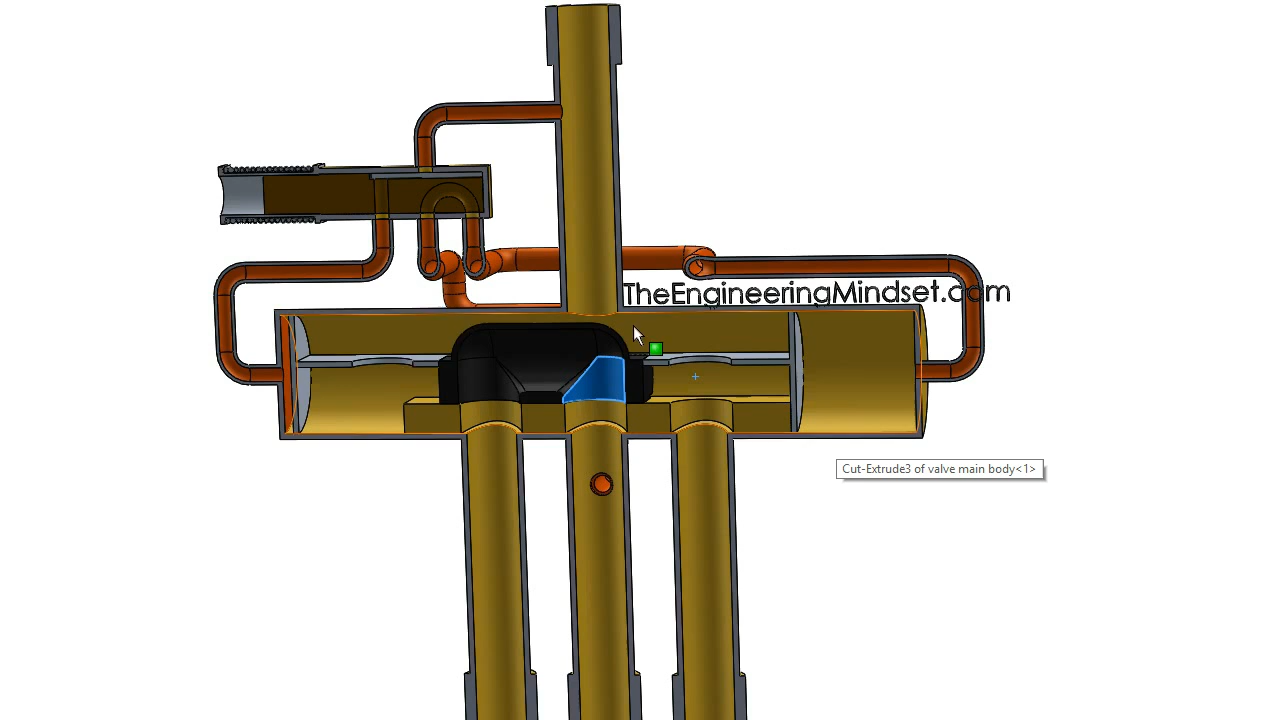 TheEngineeringMindset.com
Cut-Extrude3 of valve main body<1>